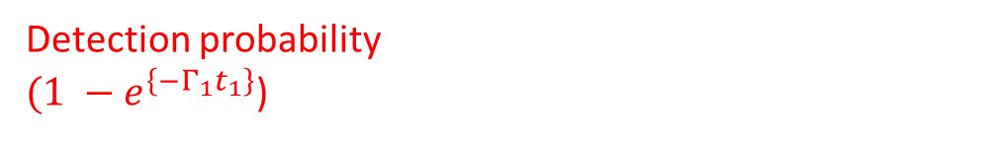 Detection probability
(1 − e^{−Γ₁t₁})